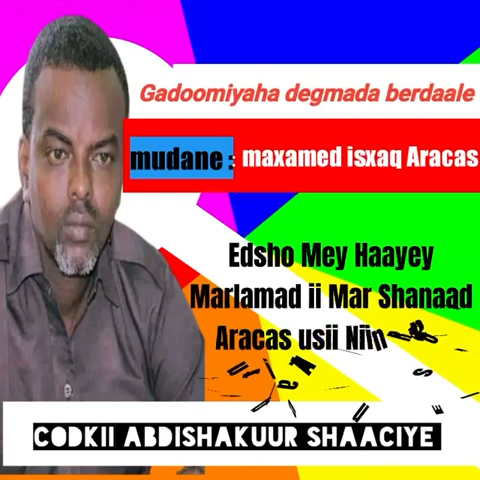 Gadoomiyaha degmada berdaale
mudane : maxamed isxaq Aracas
Edsho Mey Haayey
Marlamad ii Mar Shanaad
Aracas usii Niin
CODKII ABDISHAKUUR SHAACIYE